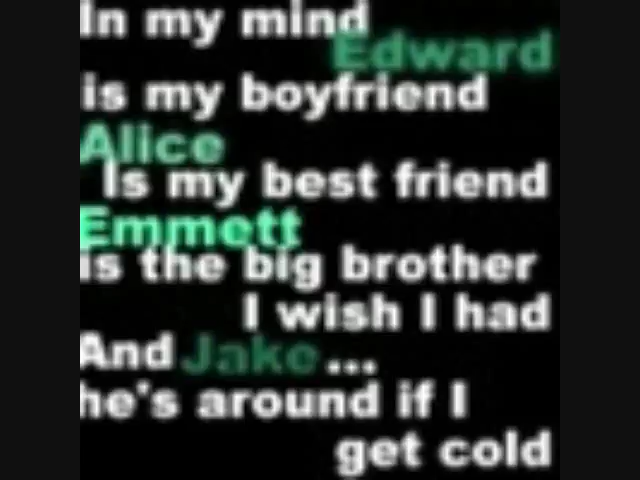 In my mind
Edward
is my boyfriend
Alice
Is my best friend
Emmett
is the big brother
I wish I had
And Jake...
he's around if I
get cold